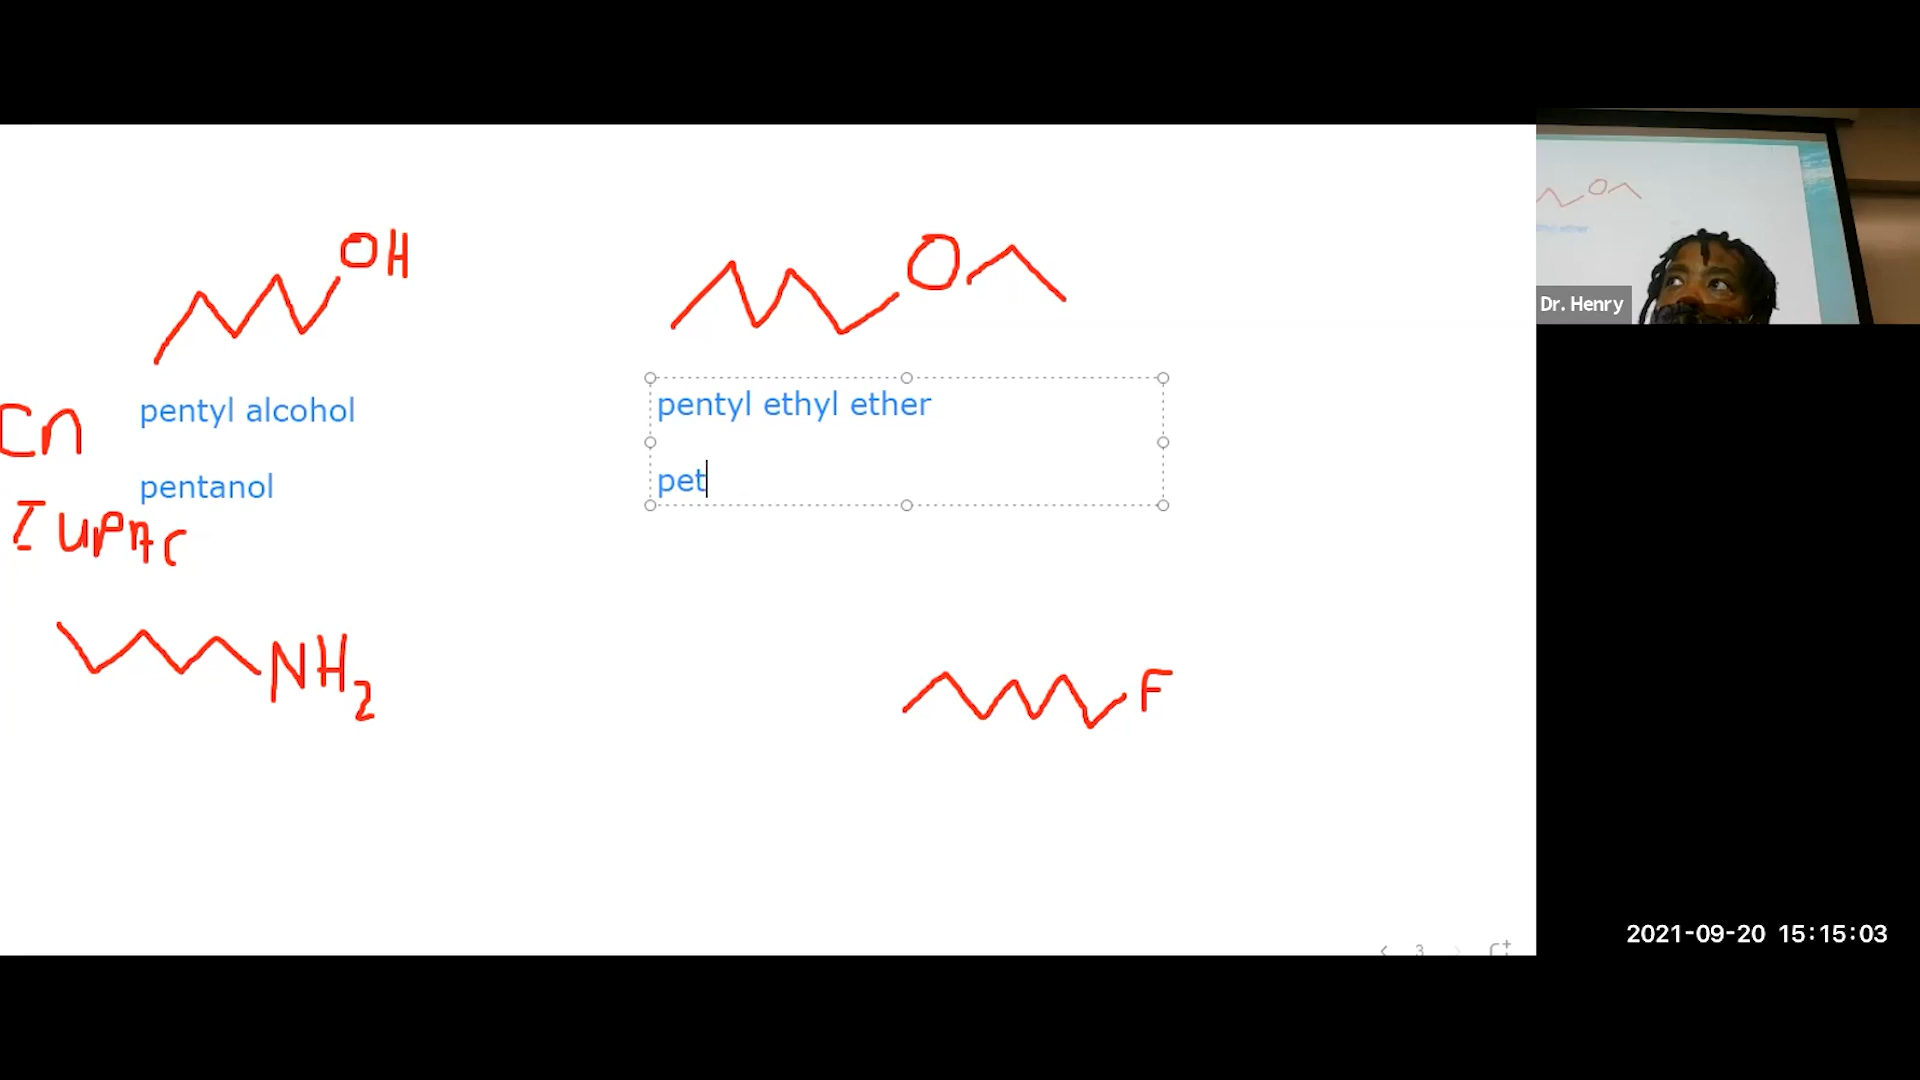 OH
O
pentyl alcohol
pentyl ethyl ether
Cn
pentanol
pet
IUPAC
NH2
F
Dr. Henry
O
2021-09-20 15:15:03
3